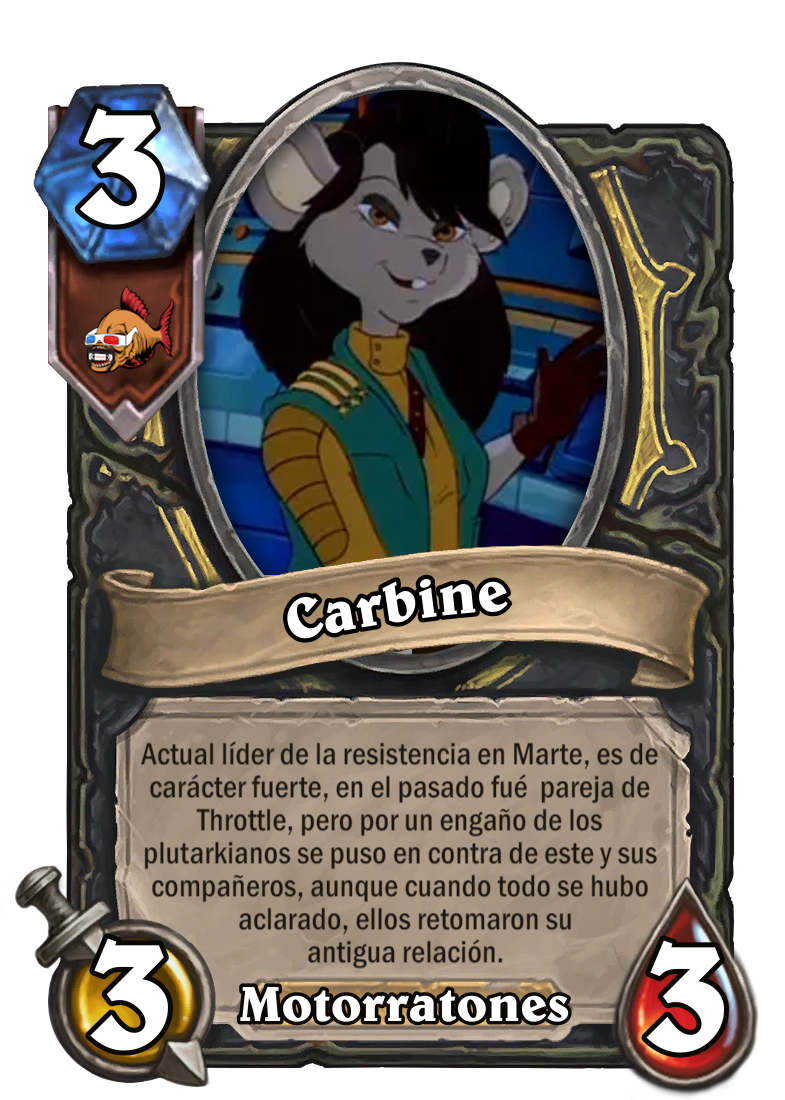 3
Carbine
Actual líder de la resistencia en Marte, es de
carácter fuerte, en el pasado fué pareja de
Throttle, pero por un engaño de los
plutarkianos se puso en contra de este y sus
compañeros, aunque cuando todo se hubo
aclarado, ellos retomaron su
antigua relación.
3
Motorratones
3